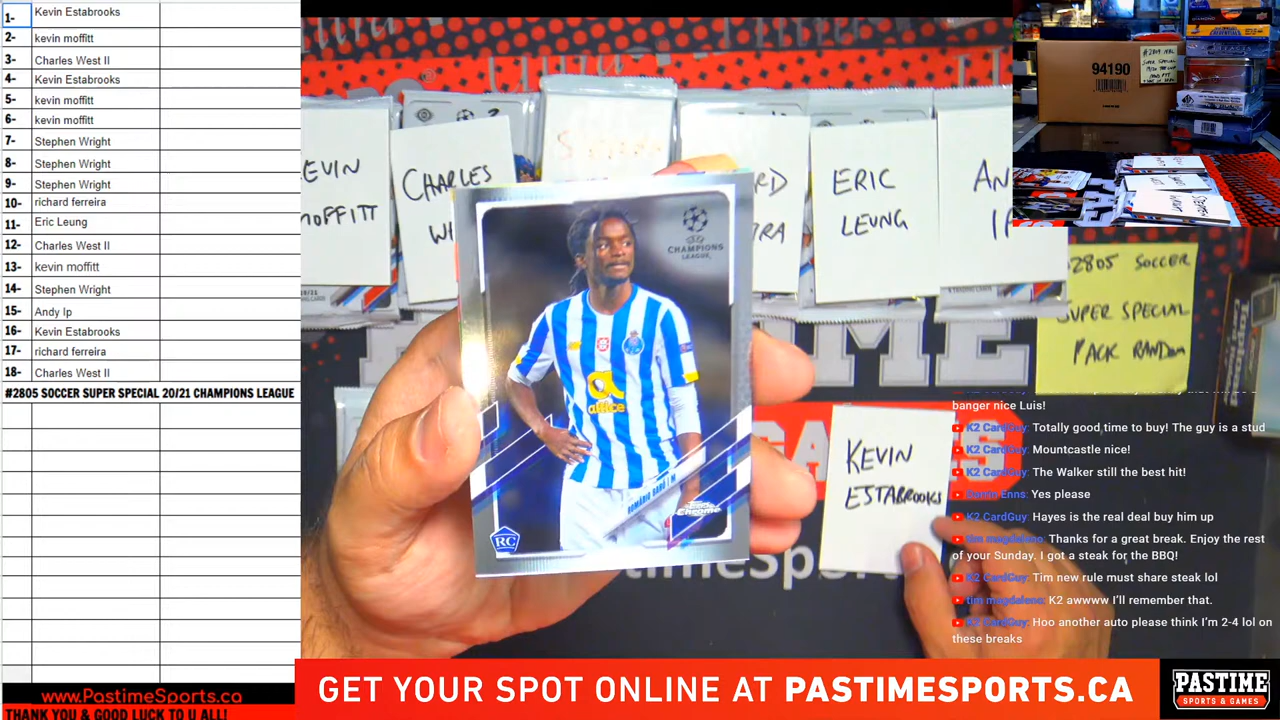 1- Kevin Estabrooks
2- kevin moffitt
3- Charles West II
4- Kevin Estabrooks
5- kevin moffitt
6- kevin moffitt
7- Stephen Wright
8- Stephen Wright
9- Stephen Wright
10- richard ferreira
11- Eric Leung
12- Charles West II
13- kevin moffitt
14- Stephen Wright
15- Andy Ip
16- Kevin Estabrooks
17- richard ferreira
18- Charles West II
#2805 SOCCER SUPER SPECIAL 20/21 CHAMPIONS LEAGUE
www.PastimeSports.ca
THANK YOU & GOOD LUCK TO U ALL!
EVIN
MOFFITT
CHARLES
ERIC
LEUNG
CHAMPIONS
LEAGUE
altice
RC
KEVIN
ESTABROOKS
2805 SOCCER
SUPER SPECIAL
PACK RANDOM
94190
banger nice Luis!
K2 CardGuy: Totally good time to buy! The guy is a stud
K2 CardGuy: Mountcastle nice!
K2 CardGuy: The Walker still the best hit!
Enns: Yes please
K2 CardGuy: Hayes is the real deal buy him up
tim magdaleno: Thanks for a great break. Enjoy the rest
of your Sunday. I got a steak for the BBQ!
K2 CardGuy: Tim new rule must share steak lol
tim magdaleno: K2 awwww I'll remember that.
K2 CardGuy: Hoo another auto please think I'm 2-4 lol on
these breaks
GET YOUR SPOT ONLINE AT PASTIMESPORTS.CA
PASTIME
SPORTS & GAMES